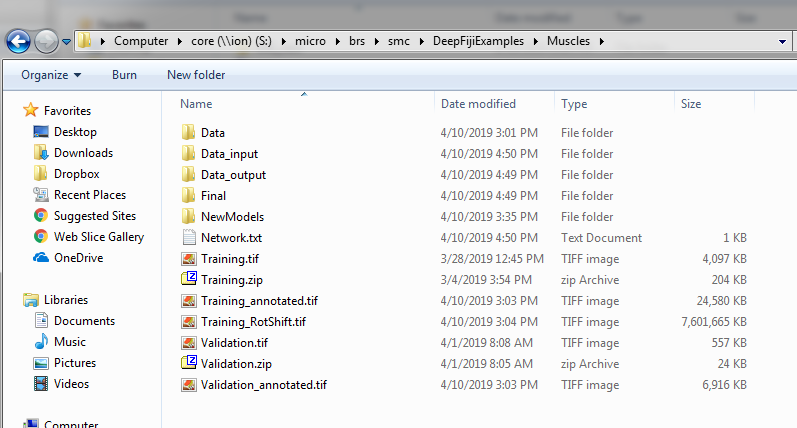 Computer core (\\ion) (S:) micro brs smc DeepFijiExamples Muscles
Organize Burn New folder
Name Date modified Type Size
Favorites
Desktop
Downloads
Dropbox
Recent Places
Suggested Sites
Web Slice Gallery
OneDrive
Libraries
Documents
Music
Pictures
Videos
Computer
Data 4/10/2019 3:01 PM File folder
Data_input 4/10/2019 4:50 PM File folder
Data_output 4/10/2019 4:49 PM File folder
Final 4/10/2019 4:49 PM File folder
NewModels 4/10/2019 3:35 PM File folder
Network.txt 4/10/2019 4:50 PM Text Document 1 KB
Training.tif 3/28/2019 12:45 PM TIFF image 4,097 KB
Training.zip 3/4/2019 3:54 PM zip Archive 204 KB
Training_annotated.tif 4/10/2019 3:03 PM TIFF image 24,580 KB
Training_RotShift.tif 4/10/2019 3:04 PM TIFF image 7,601,665 KB
Validation.tif 4/1/2019 8:08 AM TIFF image 557 KB
Validation.zip 4/1/2019 8:05 AM zip Archive 24 KB
Validation_annotated.tif 4/10/2019 3:03 PM TIFF image 6,916 KB